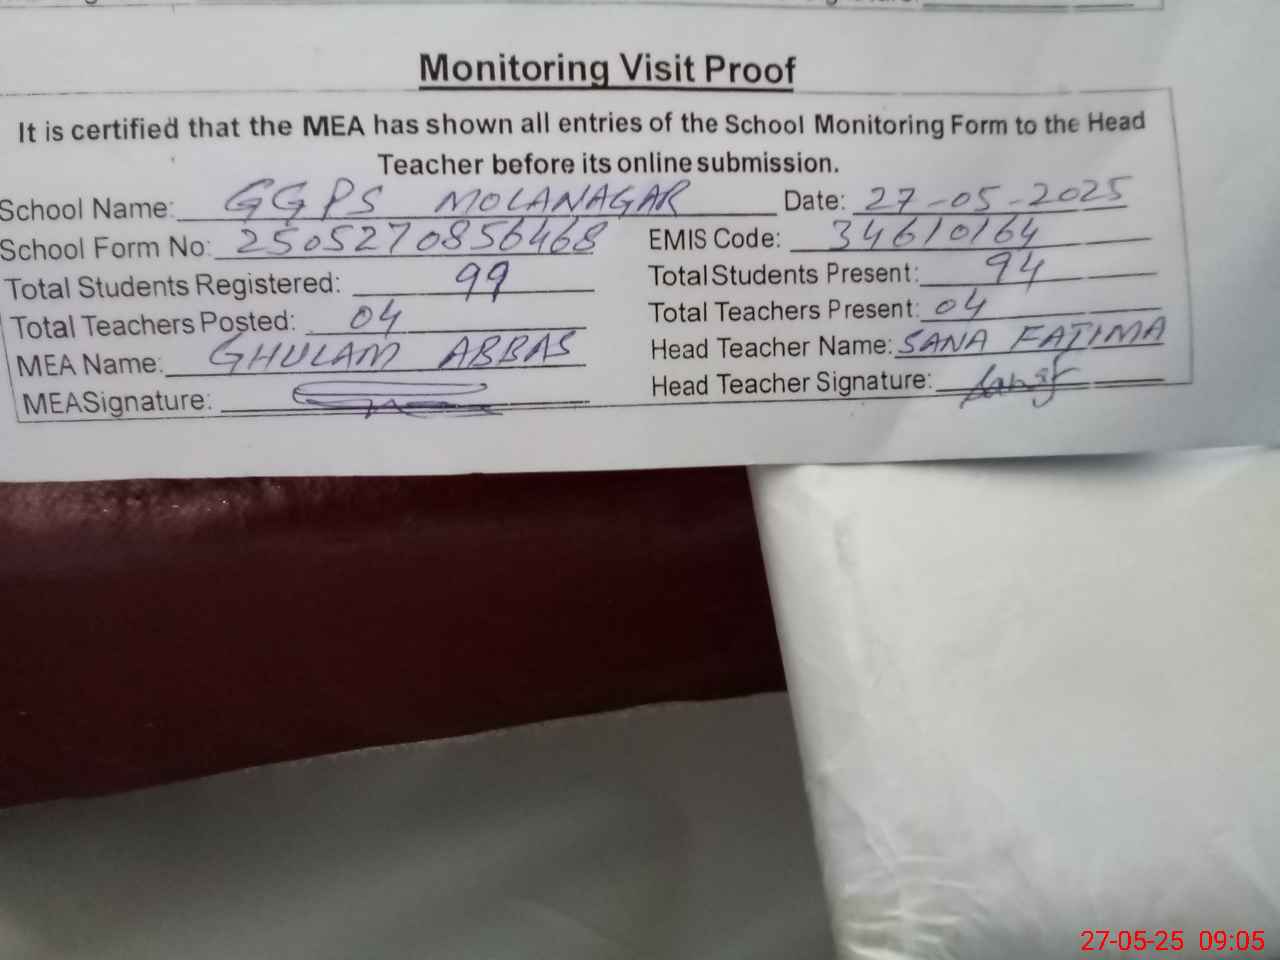 Monitoring Visit Proof
It is certified that the MEA has shown all entries of the School Monitoring Form to the Head
Teacher before its online submission.
School Name: GGPS MOLANAGAR Date: 27-05-2025
School Form No: 2505270856468 EMIS Code: 34610164
Total Students Registered: 99 Total Students Present: 94
Total Teachers Posted: 04 Total Teachers Present: 04
MEA Name: GHULAM ABBAS Head Teacher Name: SANA FATIMA
MEASignature: Head Teacher Signature:
27-05-25 09:05